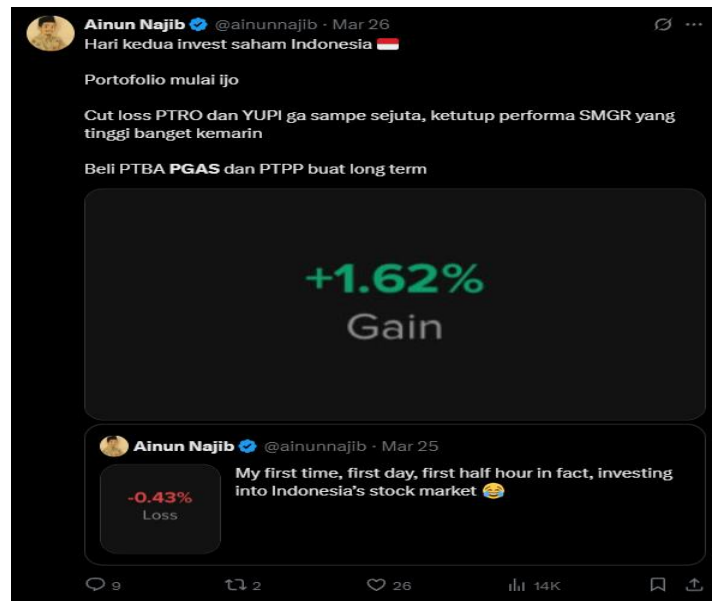 Ainun Najib @ainunnajib · Mar 26
Hari kedua invest saham Indonesia 🇮🇩
Portofolio mulai ijo
Cut loss PTRO dan YUPI ga sampe sejuta, ketutup performa SMGR yang
tinggi banget kemarin
Beli PTBA PGAS dan PTPP buat long term
+1.62%
Gain
Ainun Najib @ainunnajib · Mar 25
My first time, first day, first half hour in fact, investing
into Indonesia's stock market 😂
-0.43%
Loss
9
2
26
14K